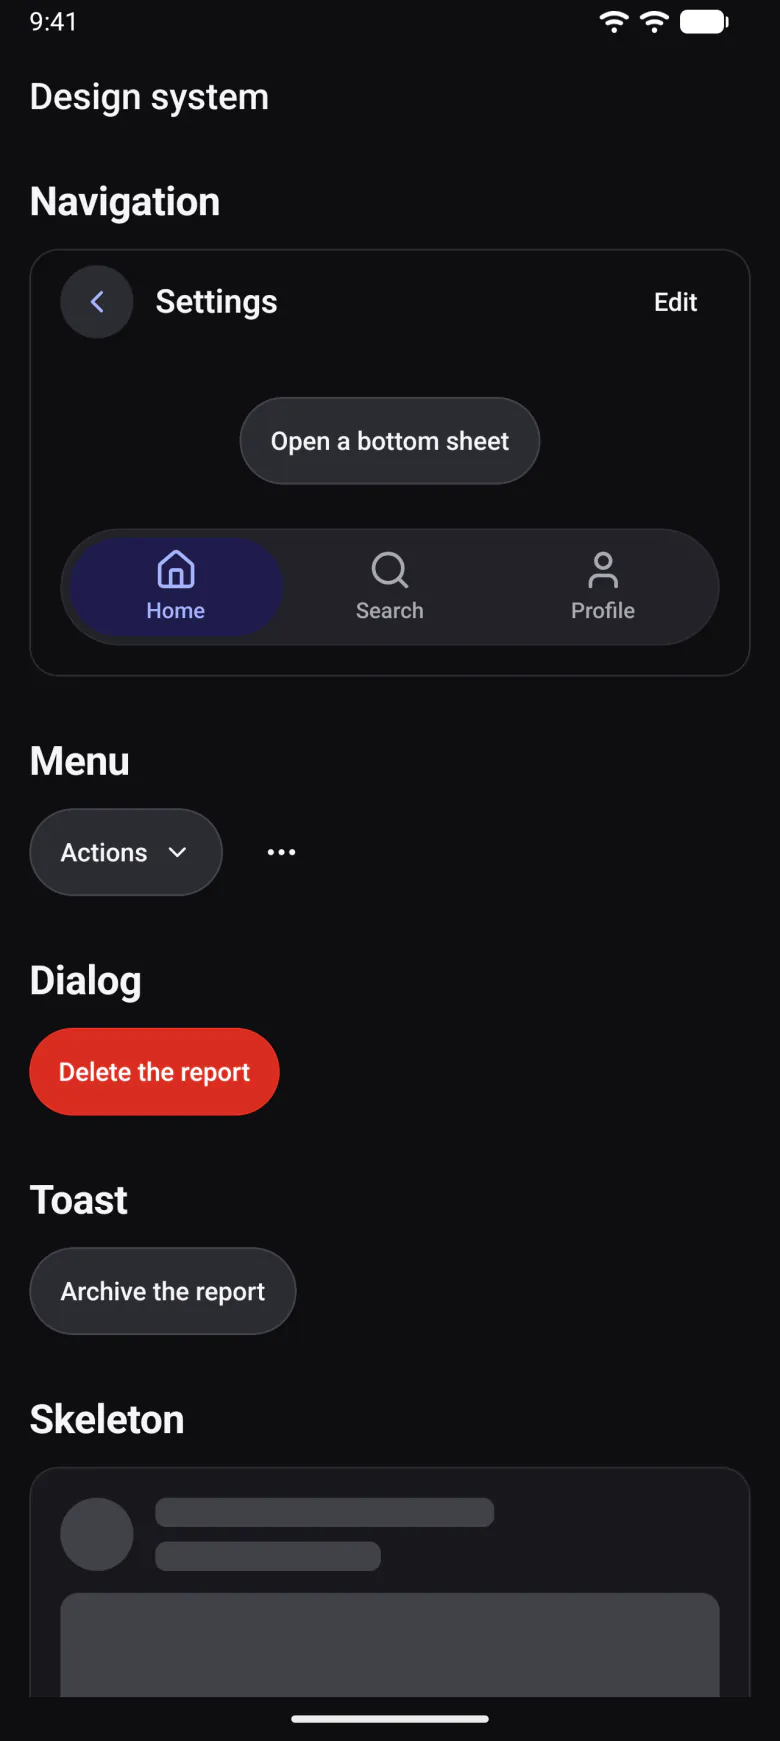 9:41
Design system
Navigation
Settings
Edit
Open a bottom sheet
Home
Search
Profile
Menu
Actions
Dialog
Delete the report
Toast
Archive the report
Skeleton